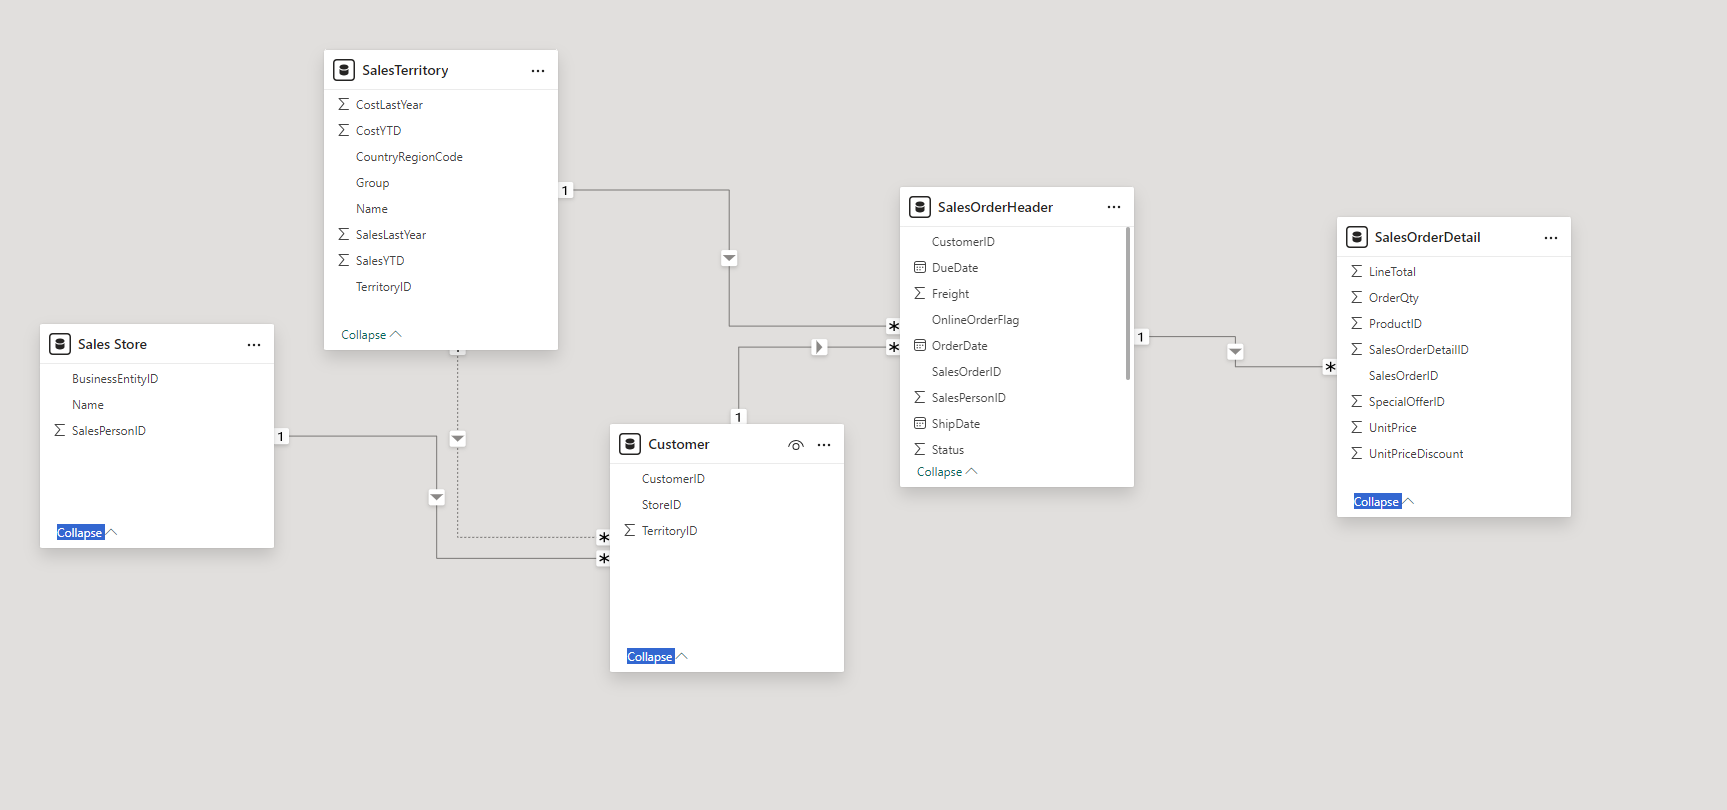 SalesTerritory
CostLastYear
CostYTD
CountryRegionCode
Group
Name
SalesLastYear
SalesYTD
TerritoryID
Collapse
Sales Store
BusinessEntityID
Name
SalesPersonID
Collapse
1
1
*
*
1
Customer
CustomerID
StoreID
TerritoryID
Collapse
1
*
*
SalesOrderHeader
CustomerID
DueDate
Freight
OnlineOrderFlag
OrderDate
SalesOrderID
SalesPersonID
ShipDate
Status
Collapse
1
*
SalesOrderDetail
LineTotal
OrderQty
ProductID
SalesOrderDetailID
SalesOrderID
SpecialOfferID
UnitPrice
UnitPriceDiscount
Collapse